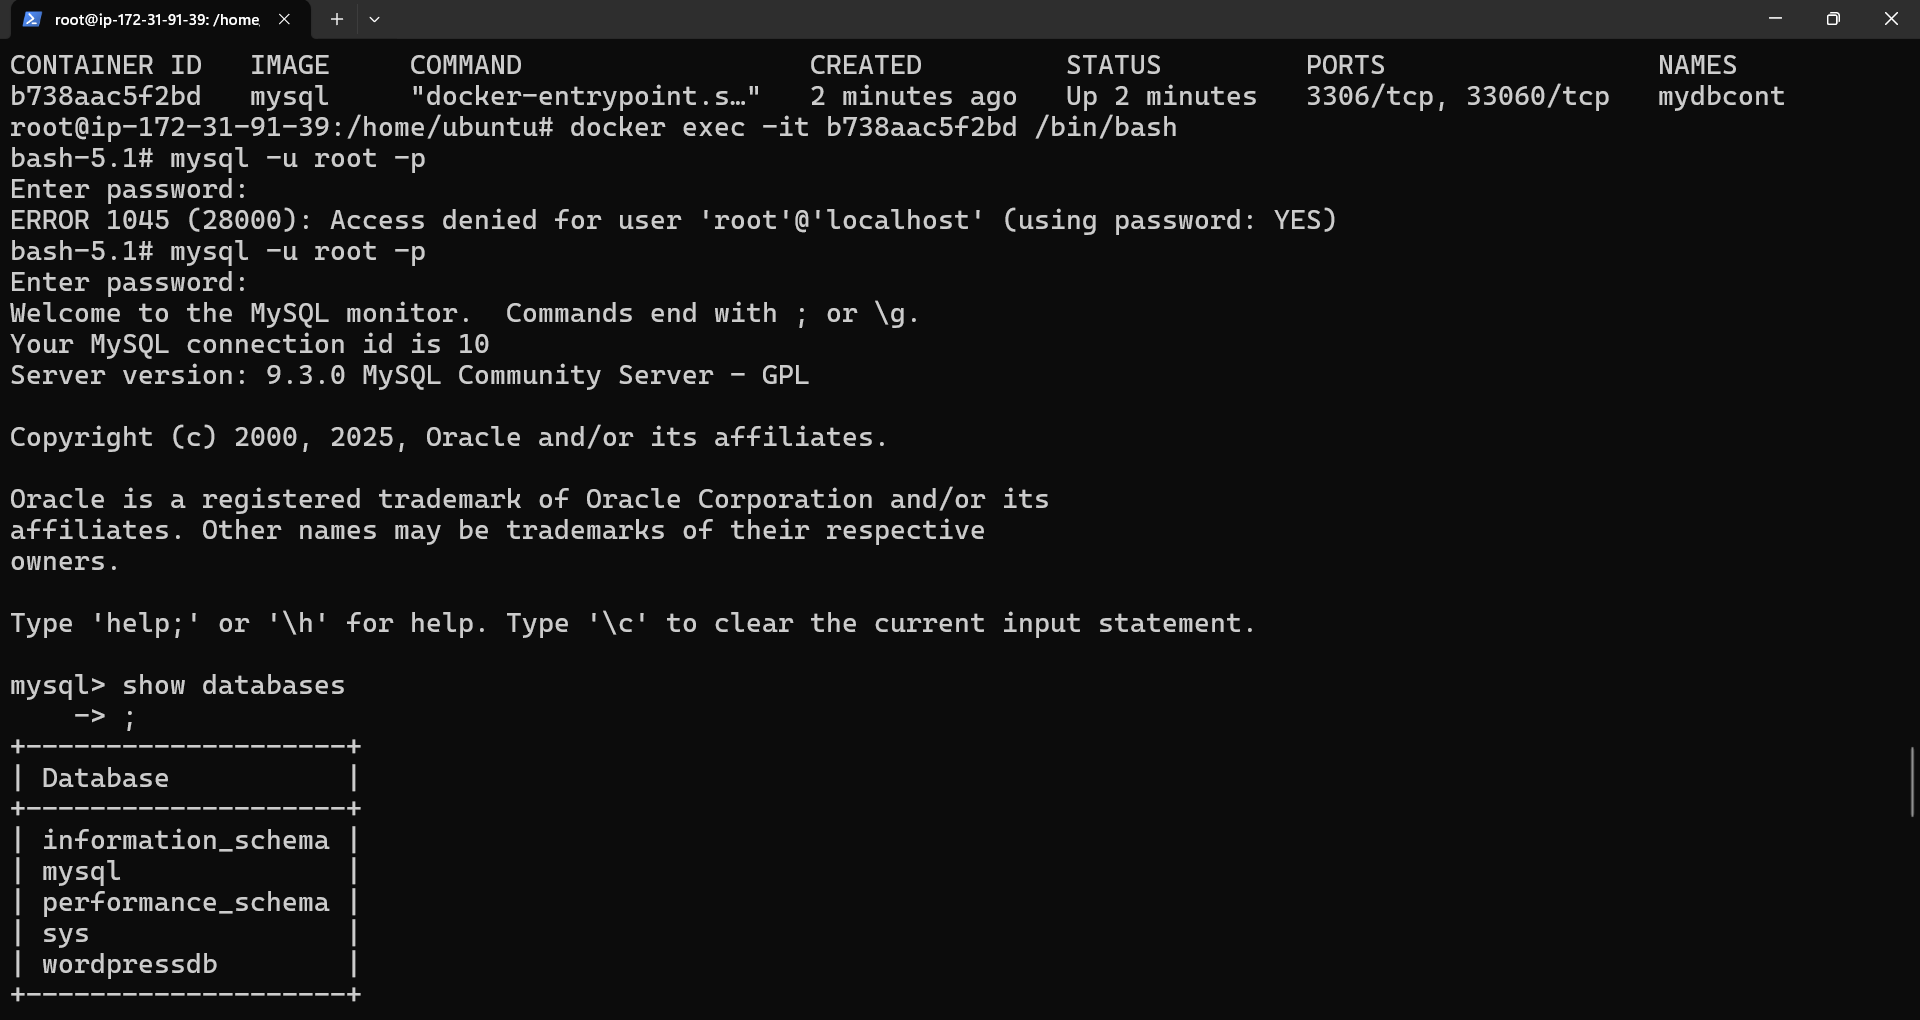 root@ip-172-31-91-39: /home
CONTAINER ID   IMAGE     COMMAND                  CREATED         STATUS         PORTS                 NAMES
b738aac5f2bd   mysql     "docker-entrypoint.s…"   2 minutes ago   Up 2 minutes   3306/tcp, 33060/tcp   mydbcont
root@ip-172-31-91-39:/home/ubuntu# docker exec -it b738aac5f2bd /bin/bash
bash-5.1# mysql -u root -p
Enter password:
ERROR 1045 (28000): Access denied for user 'root'@'localhost' (using password: YES)
bash-5.1# mysql -u root -p
Enter password:
Welcome to the MySQL monitor.  Commands end with ; or \g.
Your MySQL connection id is 10
Server version: 9.3.0 MySQL Community Server - GPL

Copyright (c) 2000, 2025, Oracle and/or its affiliates.

Oracle is a registered trademark of Oracle Corporation and/or its
affiliates. Other names may be trademarks of their respective
owners.

Type 'help;' or '\h' for help. Type '\c' to clear the current input statement.

mysql> show databases
    -> ;
+--------------------+
| Database           |
+--------------------+
| information_schema |
| mysql              |
| performance_schema |
| sys                |
| wordpressdb        |
+--------------------+